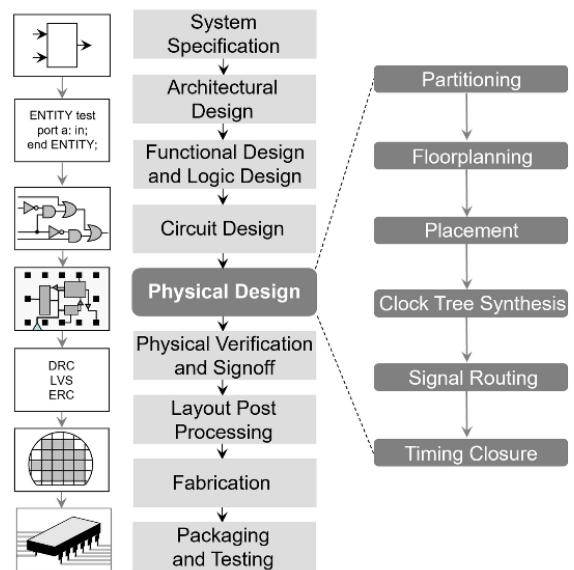 ENTITY test
port a: in;
end ENTITY;
DRC
LVS
ERC
System
Specification
Architectural
Design
Functional Design
and Logic Design
Circuit Design
Physical Design
Physical Verification
and Signoff
Layout Post
Processing
Fabrication
Packaging
and Testing
Partitioning
Floorplanning
Placement
Clock Tree Synthesis
Signal Routing
Timing Closure